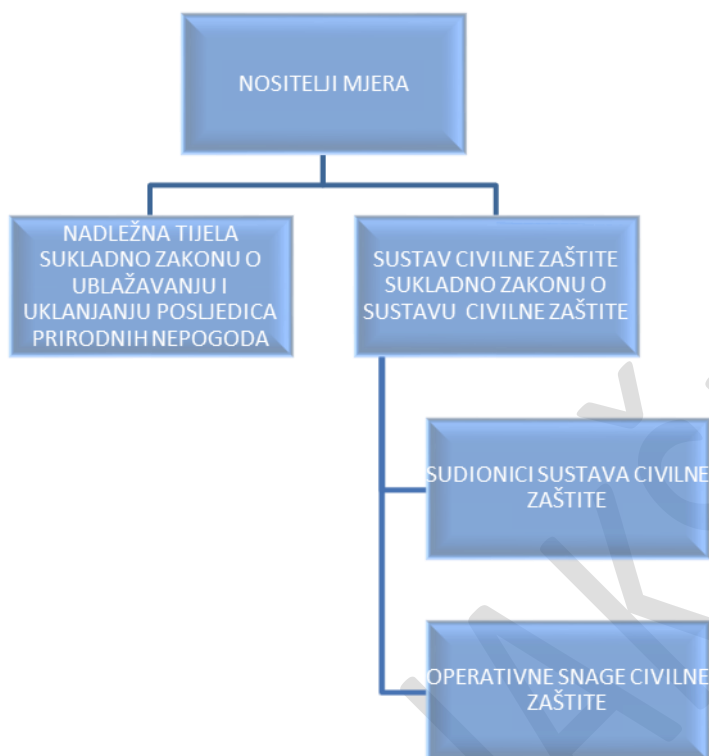 NOSITELJI MJERA
NADLEŽNA TIJELA
SUKLADNO ZAKONU O
UBLAŽAVANJU I
UKLANJANJU POSLJEDICA
PRIRODNIH NEPOGODA
SUSTAV CIVILNE ZAŠTITE
SUKLADNO ZAKONU O
SUSTAVU CIVILNE ZAŠTITE
SUDIONICI SUSTAVA CIVILNE
ZAŠTITE
OPERATIVNE SNAGE CIVILNE
ZAŠTITE